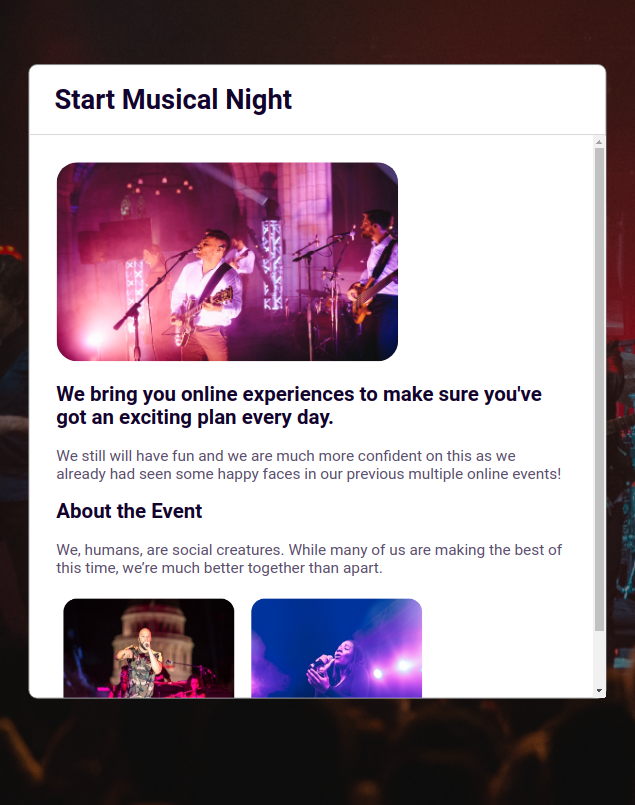 Start Musical Night
We bring you online experiences to make sure you've
got an exciting plan every day.
We still will have fun and we are much more confident on this as we
already had seen some happy faces in our previous multiple online events!
About the Event
We, humans, are social creatures. While many of us are making the best of
this time, we’re much better together than apart.